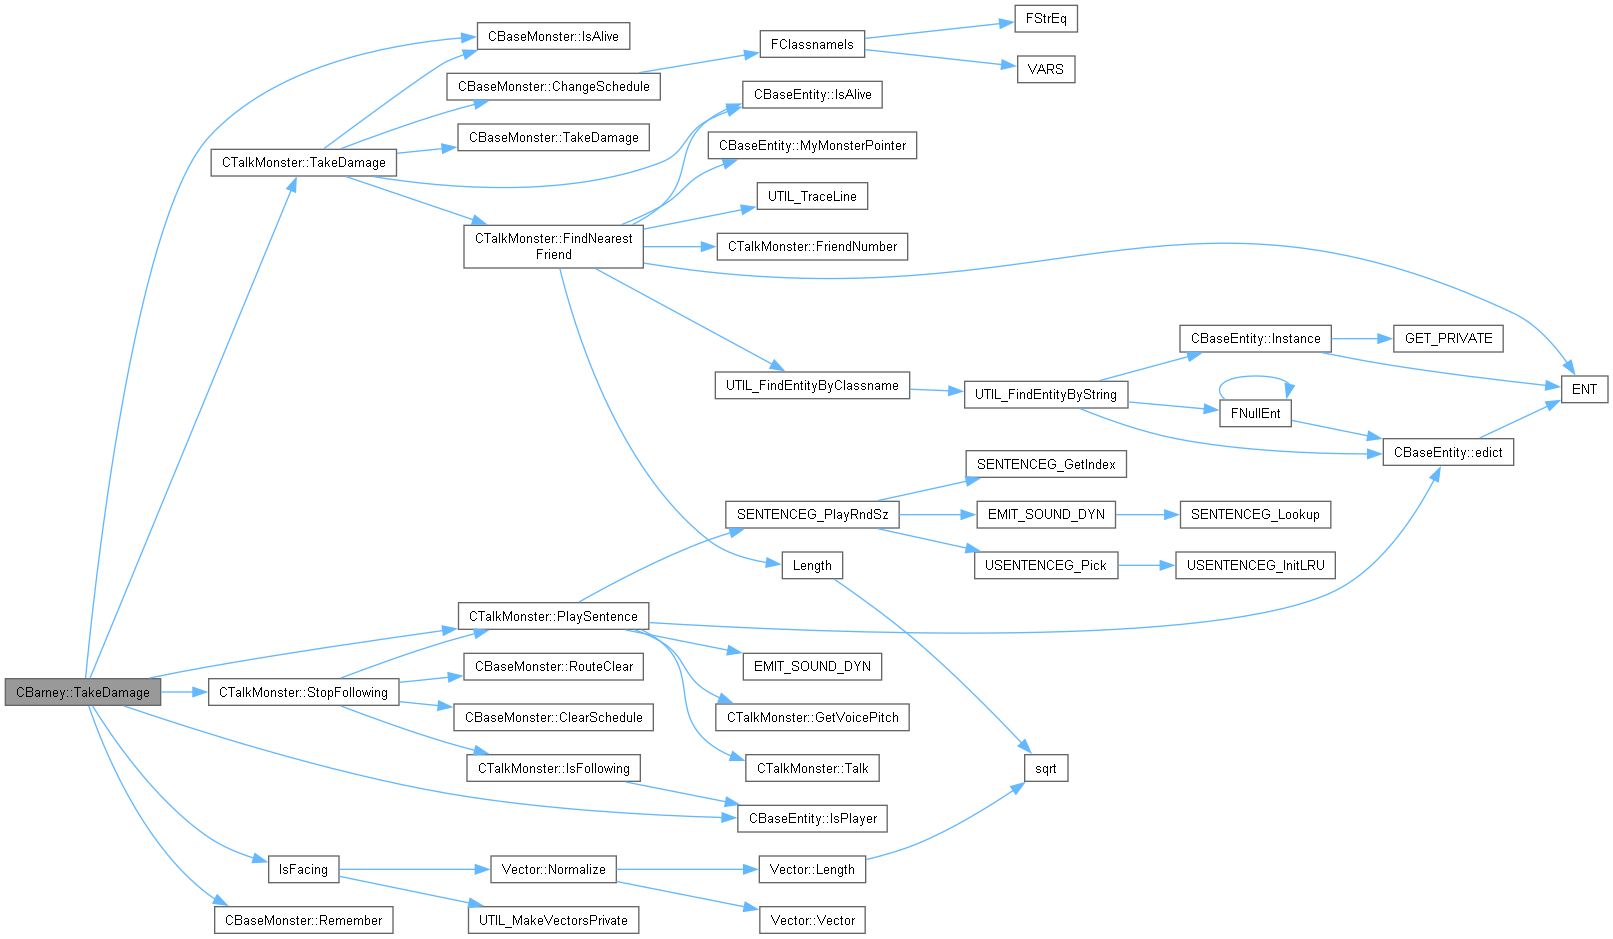 FStrEq
CBaseMonster::IsAlive
FClassnameIs
VARS
CBaseMonster::ChangeSchedule
CBaseEntity::IsAlive
CBaseMonster::TakeDamage
CBaseEntity::MyMonsterPointer
CTalkMonster::TakeDamage
UTIL_TraceLine
CTalkMonster::FindNearest
Friend
CTalkMonster::FriendNumber
CBaseEntity::Instance
GET_PRIVATE
UTIL_FindEntityByClassname
UTIL_FindEntityByString
ENT
FNullEnt
CBaseEntity::edict
SENTENCEG_GetIndex
SENTENCEG_PlayRndSz
EMIT_SOUND_DYN
SENTENCEG_Lookup
Length
USENTENCEG_Pick
USENTENCEG_InitLRU
CTalkMonster::PlaySentence
CBaseMonster::RouteClear
EMIT_SOUND_DYN
CBarney::TakeDamage
CTalkMonster::StopFollowing
CBaseMonster::ClearSchedule
CTalkMonster::GetVoicePitch
CTalkMonster::IsFollowing
CTalkMonster::Talk
sqrt
CBaseEntity::IsPlayer
IsFacing
Vector::Normalize
Vector::Length
CBaseMonster::Remember
UTIL_MakeVectorsPrivate
Vector::Vector